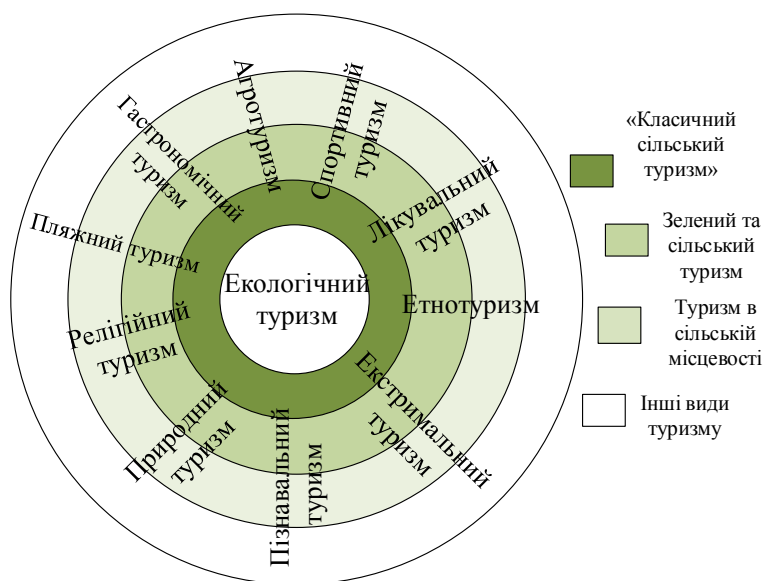 Екологічний
туризм
Агротуризм
Спортивний
туризм
Лікувальний
туризм
Етнотуризм
Екстримальний
туризм
Пізнавальний
туризм
Природний
туризм
Релігійний
туризм
Пляжний туризм
Гастрономічний
туризм
«Класичний
сільський
туризм»
Зелений та
сільський
туризм
Туризм в
сільській
місцевості
Інші види
туризму